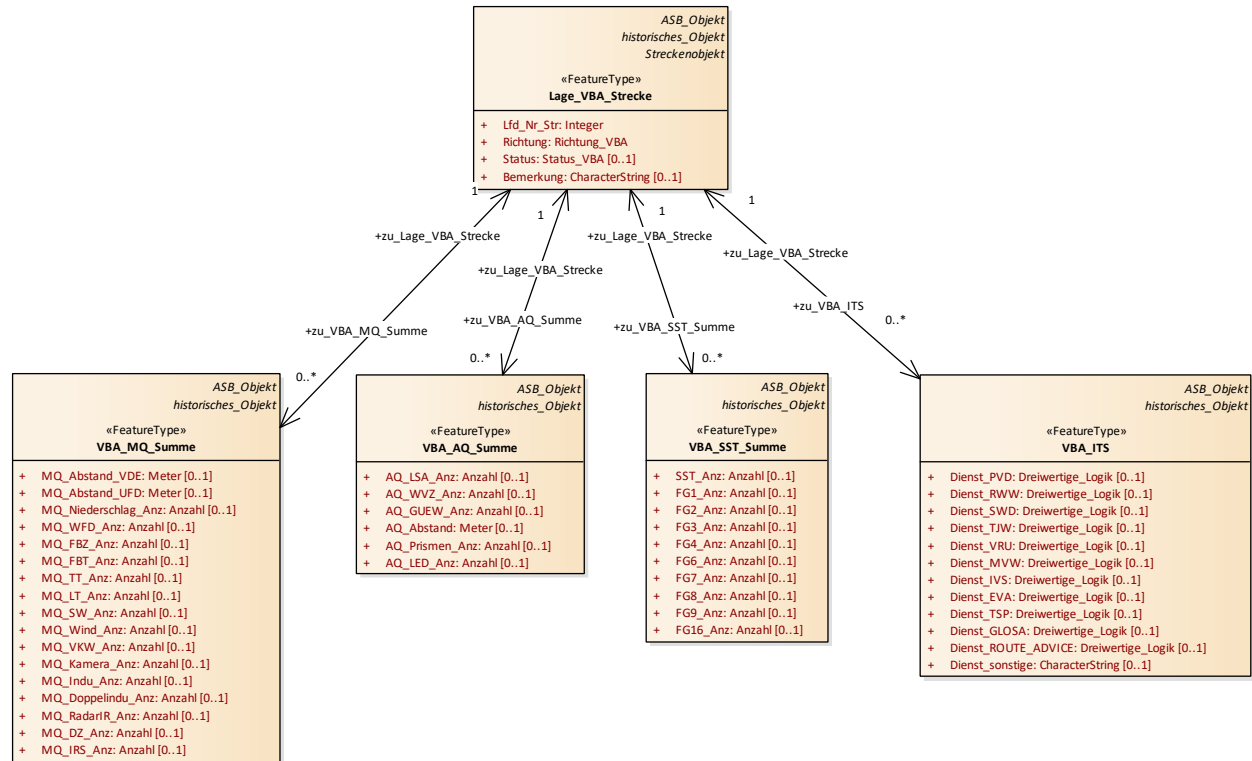 ASB_Objekt
historisches_Objekt
Streckenobjekt
«FeatureType»
Lage_VBA_Strecke
+ Lfd_Nr_Str: Integer
+ Richtung: Richtung_VBA
+ Status: Status_VBA [0..1]
+ Bemerkung: CharacterString [0..1]
1
1
1
1
+zu_Lage_VBA_Strecke
+zu_Lage_VBA_Strecke
+zu_Lage_VBA_Strecke
+zu_Lage_VBA_Strecke
+zu_VBA_MQ_Summe
+zu_VBA_AQ_Summe
+zu_VBA_SST_Summe
+zu_VBA_ITS
0..*
0..*
0..*
0..*
ASB_Objekt
historisches_Objekt
«FeatureType»
VBA_MQ_Summe
+ MQ_Abstand_VDE: Meter [0..1]
+ MQ_Abstand_UFD: Meter [0..1]
+ MQ_Niederschlag_Anz: Anzahl [0..1]
+ MQ_WFD_Anz: Anzahl [0..1]
+ MQ_FBZ_Anz: Anzahl [0..1]
+ MQ_FBT_Anz: Anzahl [0..1]
+ MQ_TT_Anz: Anzahl [0..1]
+ MQ_LT_Anz: Anzahl [0..1]
+ MQ_SW_Anz: Anzahl [0..1]
+ MQ_Wind_Anz: Anzahl [0..1]
+ MQ_VKW_Anz: Anzahl [0..1]
+ MQ_Kamera_Anz: Anzahl [0..1]
+ MQ_Indu_Anz: Anzahl [0..1]
+ MQ_Doppelindu_Anz: Anzahl [0..1]
+ MQ_RadarIR_Anz: Anzahl [0..1]
+ MQ_DZ_Anz: Anzahl [0..1]
+ MQ_IRS_Anz: Anzahl [0..1]
ASB_Objekt
historisches_Objekt
«FeatureType»
VBA_AQ_Summe
+ AQ_LSA_Anz: Anzahl [0..1]
+ AQ_WVZ_Anz: Anzahl [0..1]
+ AQ_GUEW_Anz: Anzahl [0..1]
+ AQ_Abstand: Meter [0..1]
+ AQ_Prismen_Anz: Anzahl [0..1]
+ AQ_LED_Anz: Anzahl [0..1]
ASB_Objekt
historisches_Objekt
«FeatureType»
VBA_SST_Summe
+ SST_Anz: Anzahl [0..1]
+ FG1_Anz: Anzahl [0..1]
+ FG2_Anz: Anzahl [0..1]
+ FG3_Anz: Anzahl [0..1]
+ FG4_Anz: Anzahl [0..1]
+ FG6_Anz: Anzahl [0..1]
+ FG7_Anz: Anzahl [0..1]
+ FG8_Anz: Anzahl [0..1]
+ FG9_Anz: Anzahl [0..1]
+ FG16_Anz: Anzahl [0..1]
ASB_Objekt
historisches_Objekt
«FeatureType»
VBA_ITS
+ Dienst_PVD: Dreiwertige_Logik [0..1]
+ Dienst_RWW: Dreiwertige_Logik [0..1]
+ Dienst_SWD: Dreiwertige_Logik [0..1]
+ Dienst_TJW: Dreiwertige_Logik [0..1]
+ Dienst_VRU: Dreiwertige_Logik [0..1]
+ Dienst_MVW: Dreiwertige_Logik [0..1]
+ Dienst_IVS: Dreiwertige_Logik [0..1]
+ Dienst_EVA: Dreiwertige_Logik [0..1]
+ Dienst_TSP: Dreiwertige_Logik [0..1]
+ Dienst_GLOSA: Dreiwertige_Logik [0..1]
+ Dienst_ROUTE_ADVICE: Dreiwertige_Logik [0..1]
+ Dienst_sonstige: CharacterString [0..1]